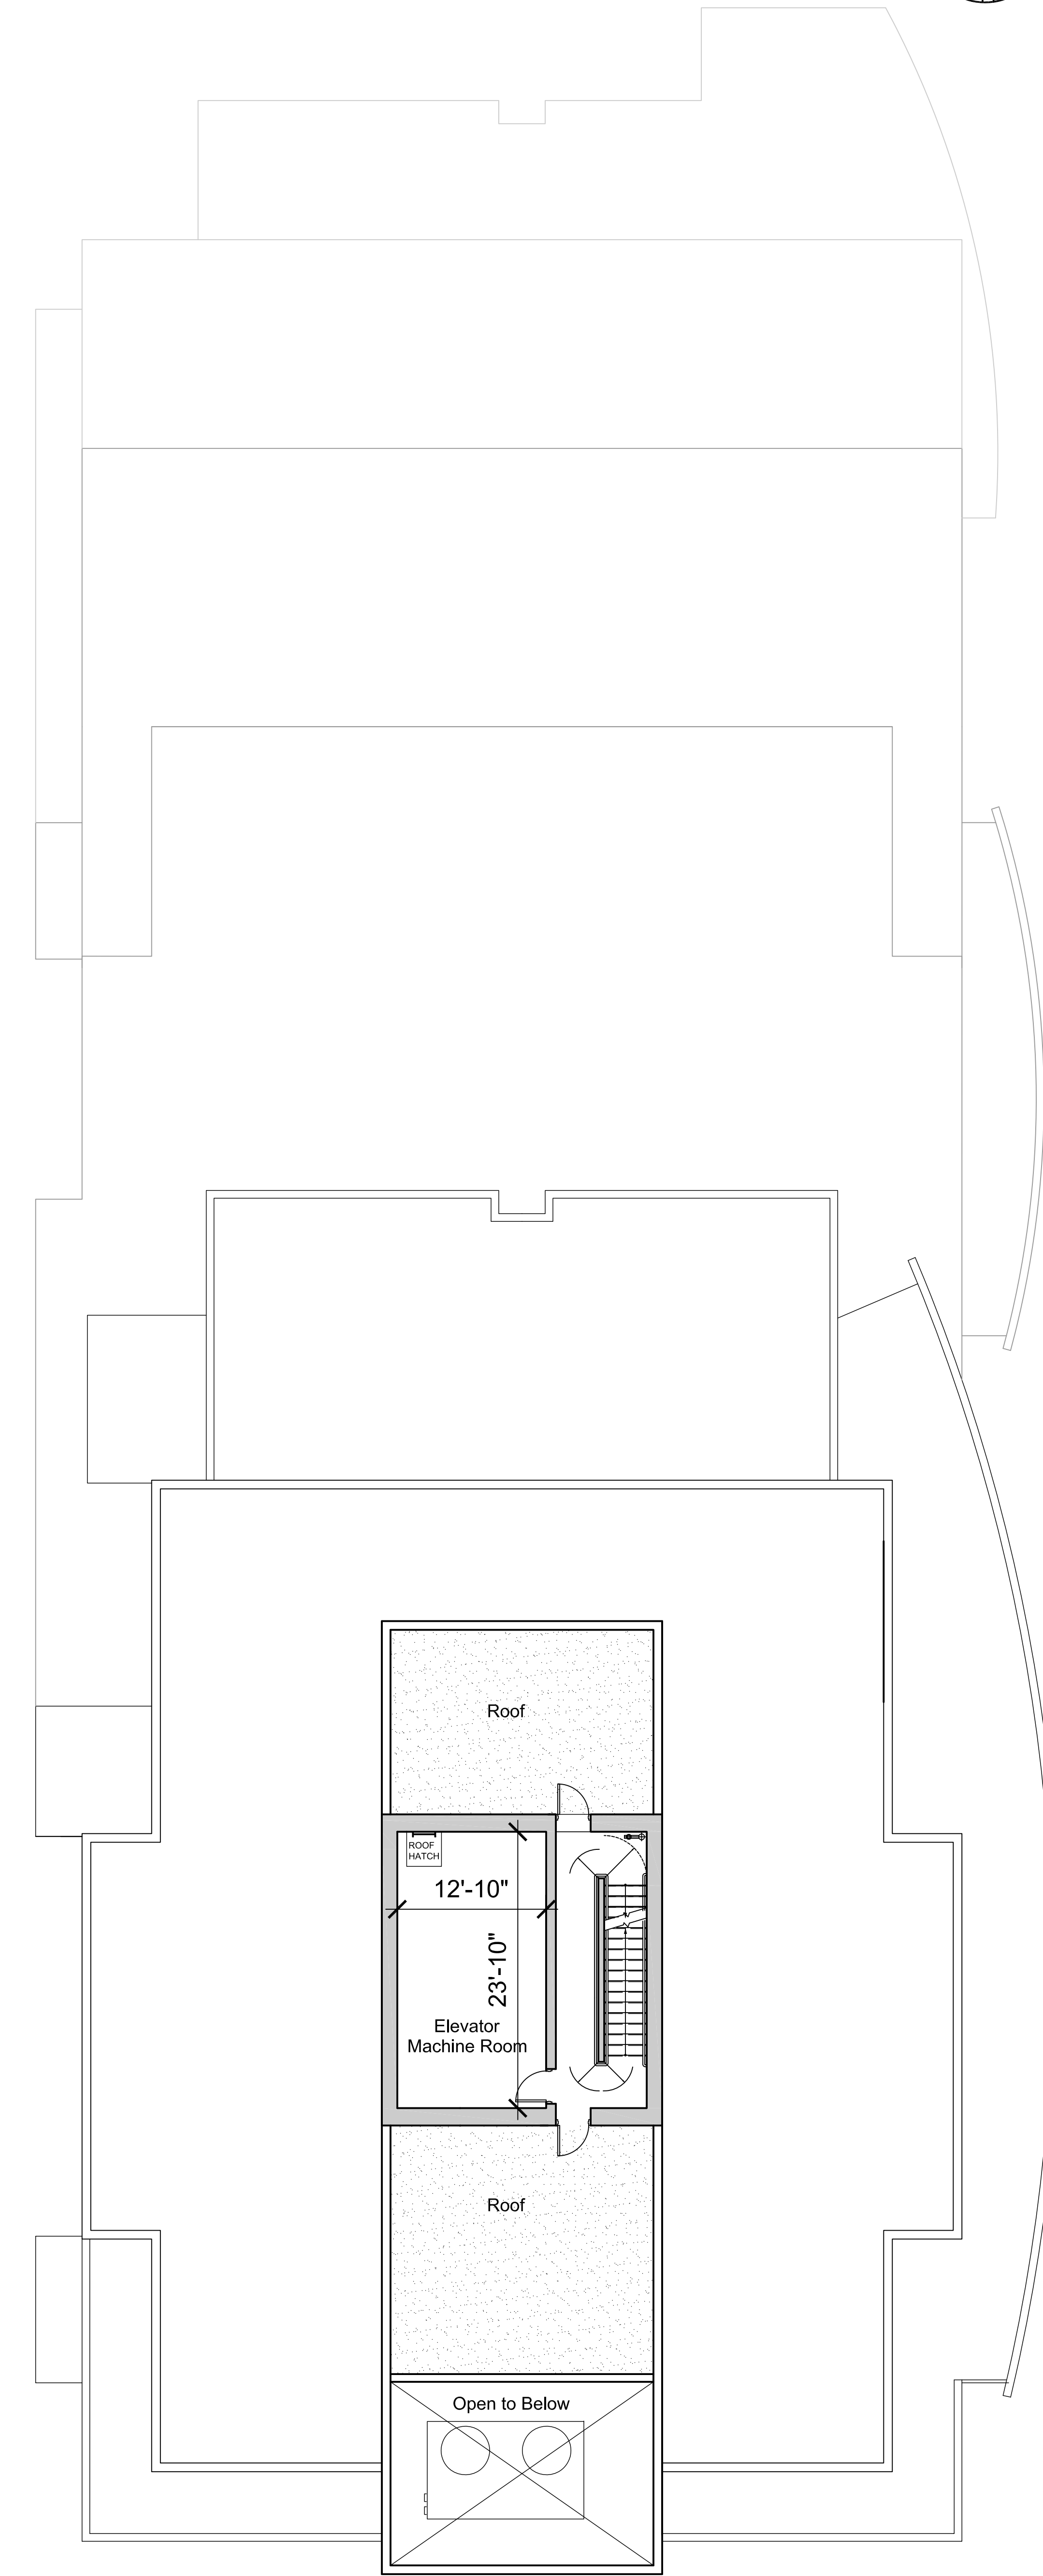 Roof
ROOF
HATCH
12'-10"
23'-10"
Elevator
Machine Room
Roof
Open to Below